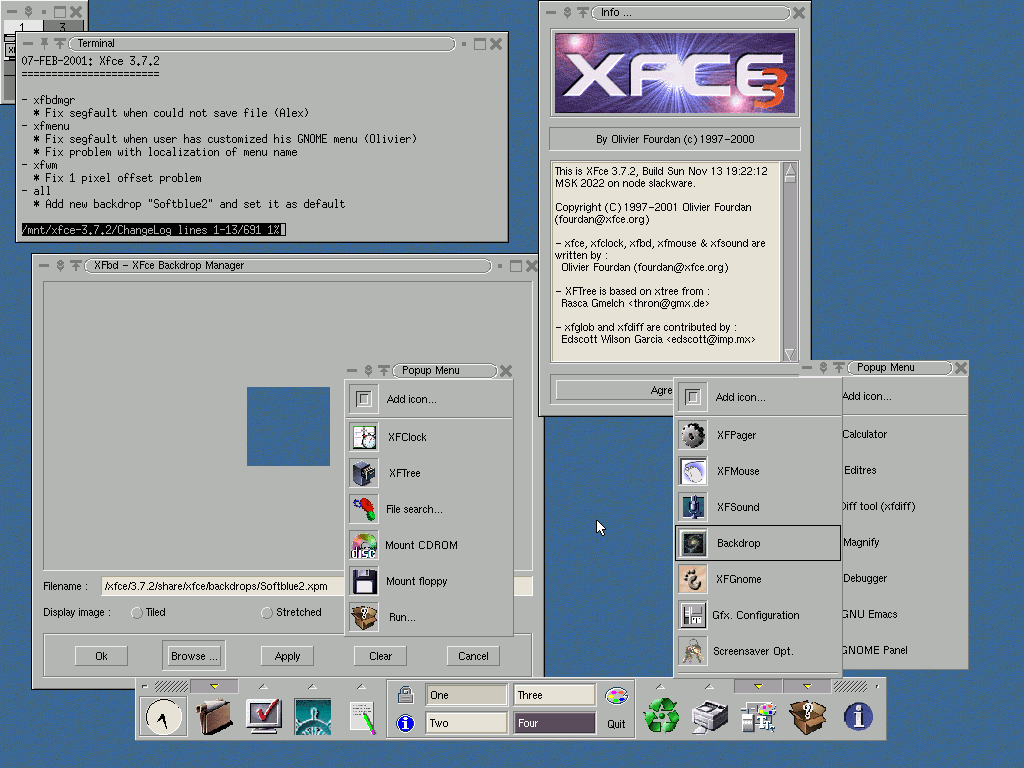 1 3
Terminal
07-FEB-2001: Xfce 3.7.2
=======================
- xfbdmgr
* Fix segfault when could not save file (Alex)
- xfmenu
* Fix segfault when user has customized his GNOME menu (Olivier)
* Fix problem with localization of menu name
- xfwm
* Fix 1 pixel offset problem
- all
* Add new backdrop "Softblue2" and set it as default
/mnt/xfce-3.7.2/ChangeLog lines 1-13/691 1%
Info ...
XFCE 3
By Olivier Fourdan (c)1997-2000
This is XFce 3.7.2, Build Sun Nov 13 19:22:12
MSK 2022 on node slackware.
Copyright (C) 1997-2001 Olivier Fourdan
(fourdan@xfce.org)
- xfce, xfclock, xfbd, xfmouse & xfsound are
written by :
Olivier Fourdan (fourdan@xfce.org)
- XFTree is based on xtree from :
Rasca Gmelch <thron@gmx.de>
- xfglob and xfdiff are contributed by :
Edscott Wilson Garcia <edscott@imp.mx>
Agre
XFbd - XFce Backdrop Manager
Filename :
/xfce/3.7.2/share/xfce/backdrops/Softblue2.xpm
Display image :
Tiled
Stretched
Ok
Browse ...
Apply
Clear
Cancel
Popup Menu
Add icon...
XFClock
XFTree
File search...
Mount CDROM
DISC
Mount floppy
Run...
Add icon...
XFPager
XFMouse
XFSound
Backdrop
XFGnome
Gfx. Configuration
Screensaver Opt.
Popup Menu
Add icon...
Calculator
Editres
Diff tool (xfdiff)
Magnify
Debugger
GNU Emacs
GNOME Panel
One
Three
Two
Four
Quit